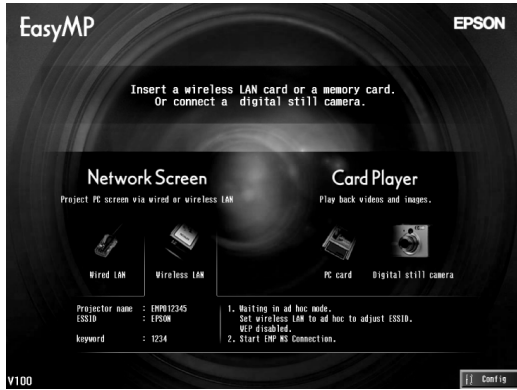 EasyMP
EPSON
Insert a wireless LAN card or a memory card.
Or connect a digital still camera.
Network Screen
Project PC screen via wired or wireless LAN
Wired LAN
Wireless LAN
Card Player
Play back videos and images.
PC card
Digital still camera
Projector name : EMP012345
ESSID : EPSON
keyword : 1234
1. Waiting in ad hoc mode.
Set wireless LAN to ad hoc to adjust ESSID.
WEP disabled.
2. Start EMP NS Connection.
V100
Config